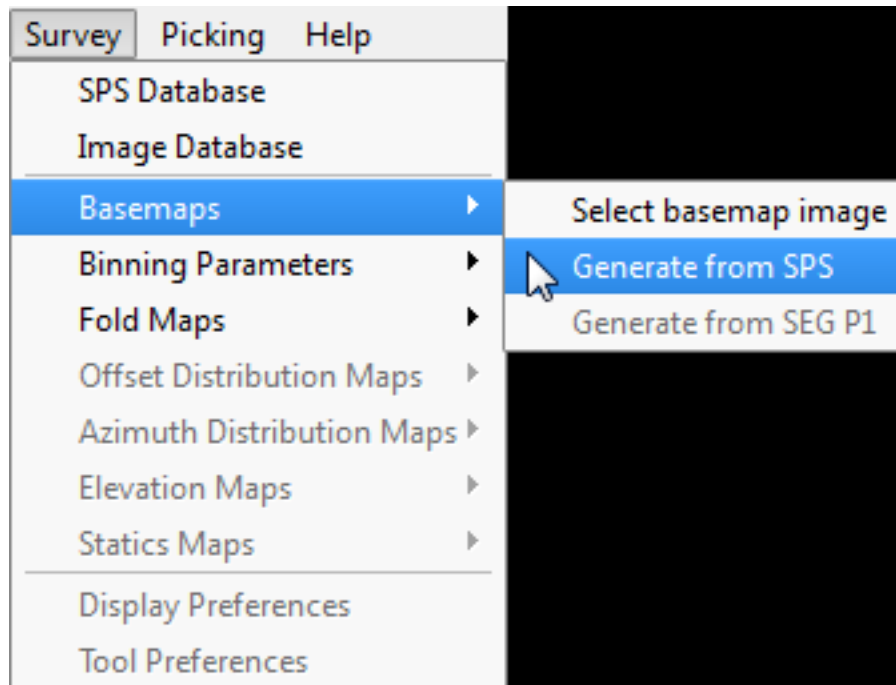 Survey Picking Help
SPS Database
Image Database
Basemaps
Select basemap image
Generate from SPS
Generate from SEG P1
Binning Parameters
Fold Maps
Offset Distribution Maps
Azimuth Distribution Maps
Elevation Maps
Statics Maps
Display Preferences
Tool Preferences